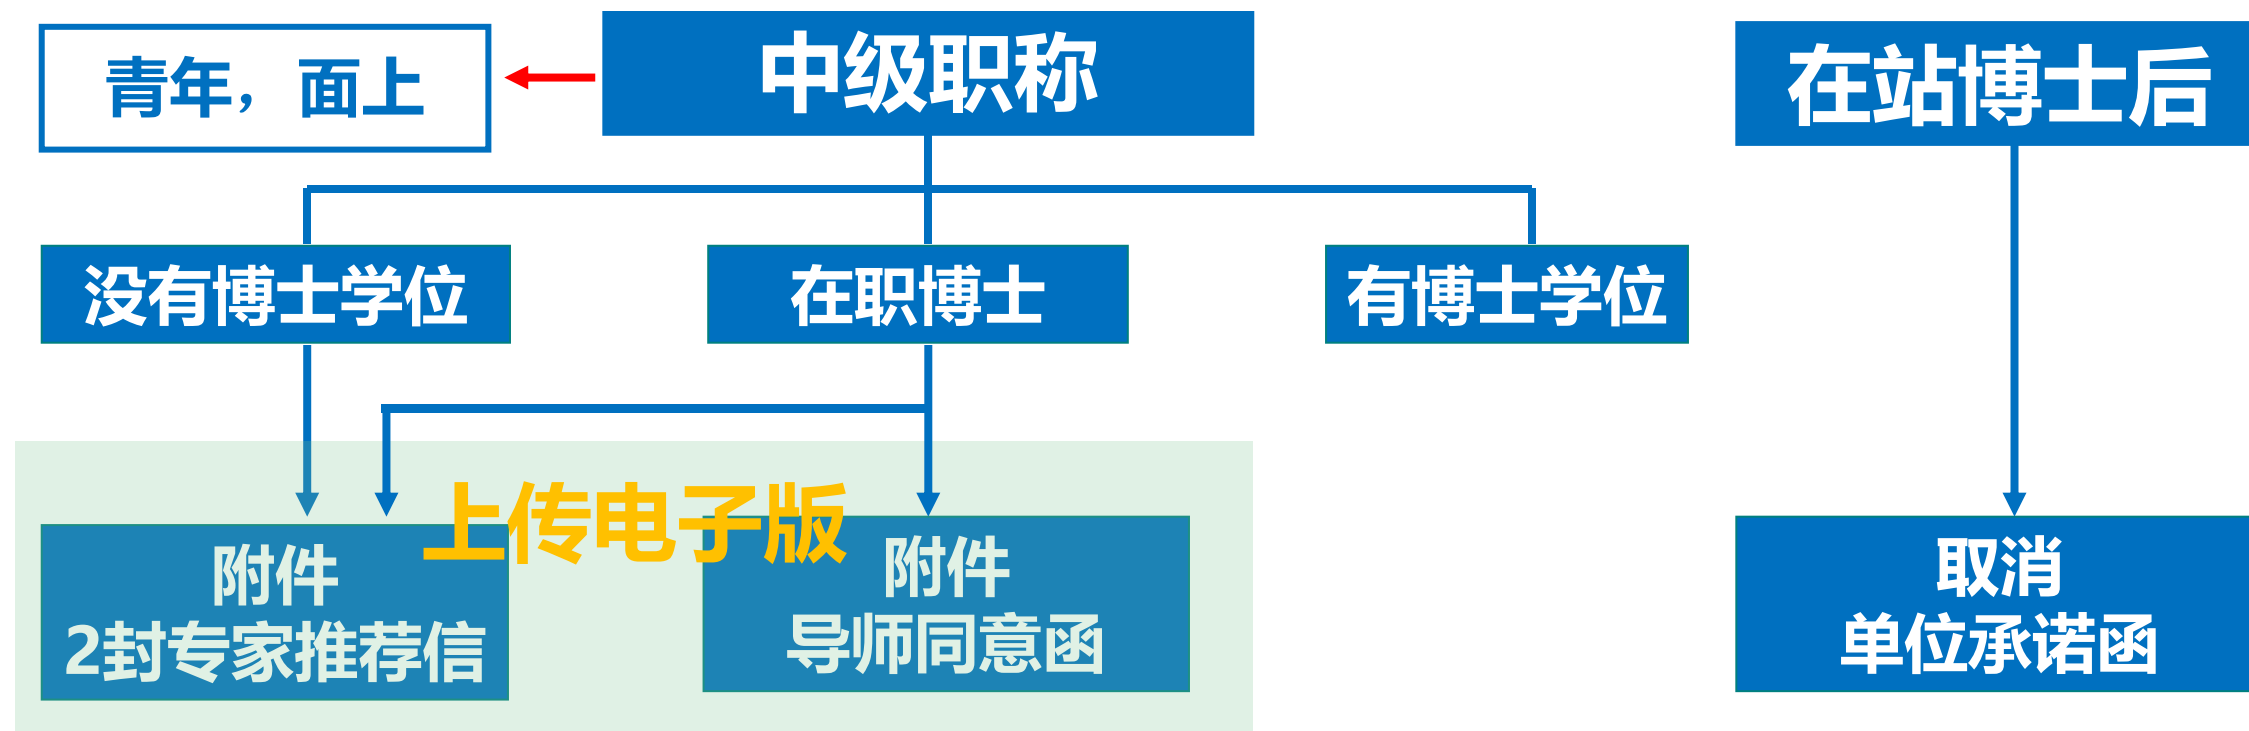 青年，面上
中级职称
在站博士后
没有博士学位
在职博士
有博士学位
上传电子版
附件
2封专家推荐信
附件
导师同意函
取消
单位承诺函